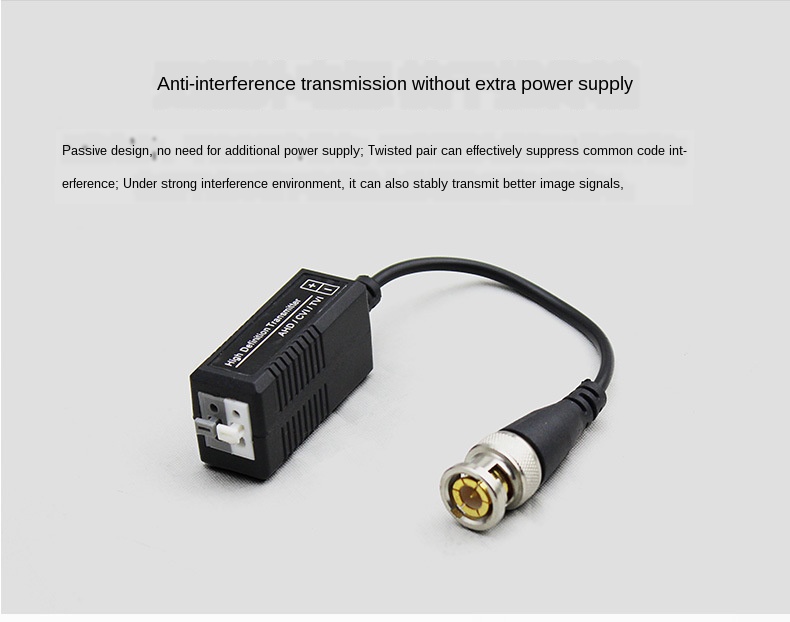 Anti-interference transmission without extra power supply
Passive design, no need for additional power supply; Twisted pair can effectively suppress common code int-
erference; Under strong interference environment, it can also stably transmit better image signals,
High Definition Transmitter
AHD / CVI / TVI
+
-